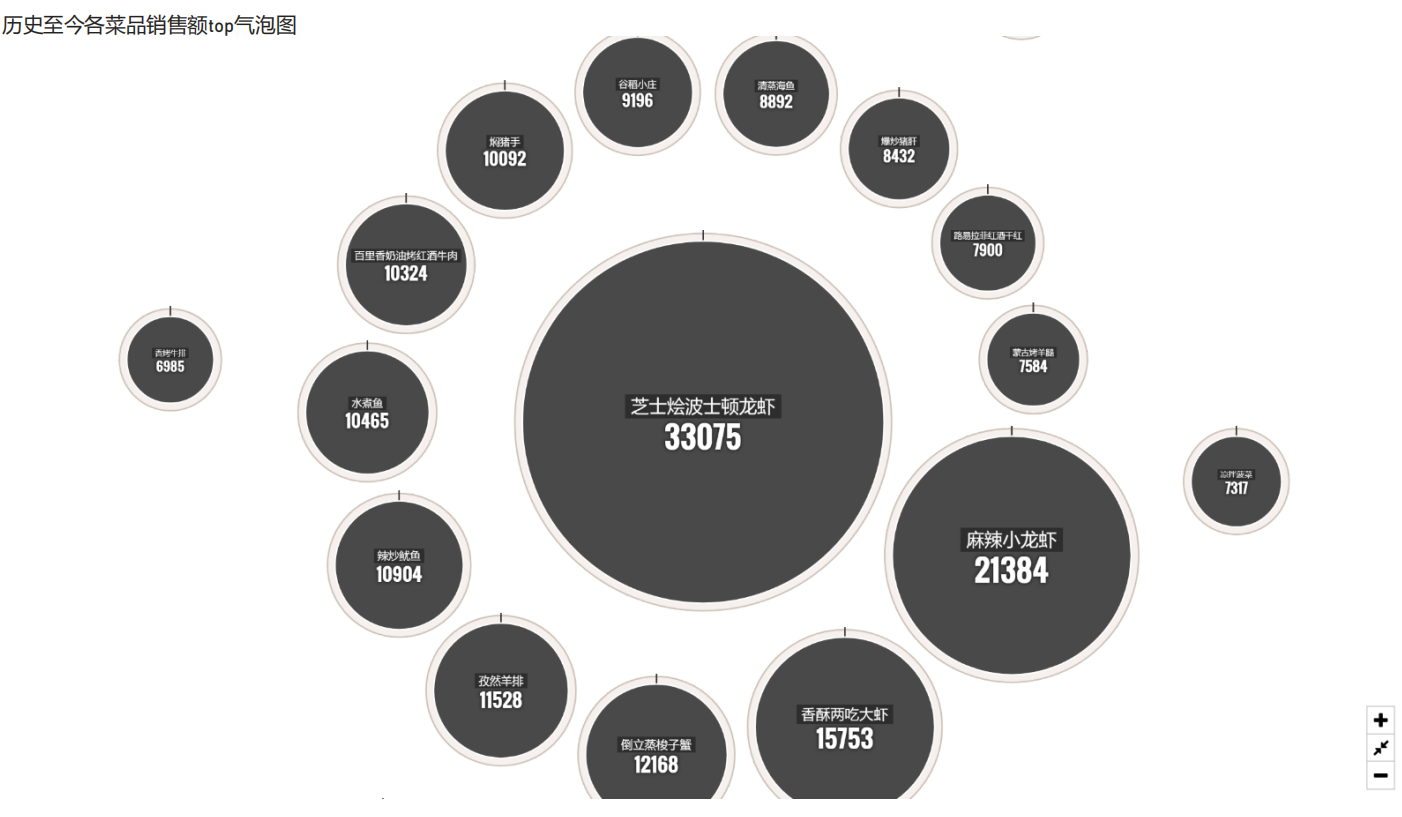 历史至今各菜品销售额top气泡图
谷稻小庄
9196
清蒸海鱼
8892
焖猪手
10092
爆炒猪肝
8432
路易拉菲红酒干红
7900
百里香奶油烤红酒牛肉
10324
蒙古烤羊腿
7584
香烤牛排
6985
水煮鱼
10465
芝士烩波士顿龙虾
33075
凉拌菠菜
7317
麻辣小龙虾
21384
辣炒鱿鱼
10904
孜然羊排
11528
香酥两吃大虾
15753
倒立蒸梭子蟹
12168